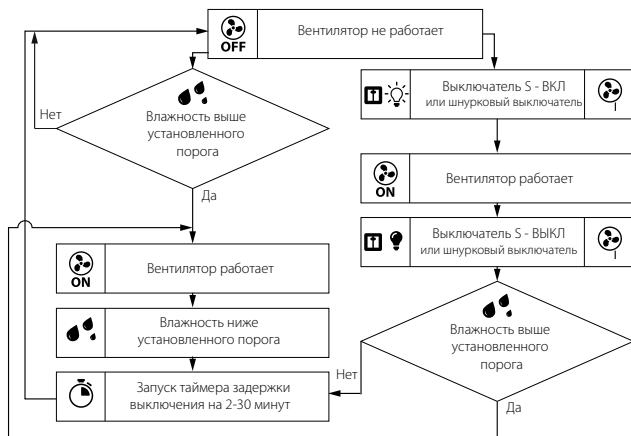 OFF
Вентилятор не работает
Нет
Влажность выше
установленного
порога
Да
Выключатель S - ВКЛ
или шнурковый выключатель
ON
Вентилятор работает
Выключатель S - ВЫКЛ
или шнурковый выключатель
ON
Вентилятор работает
Влажность ниже
установленного порога
Запуск таймера задержки
выключения на 2-30 минут
Влажность выше
установленного
порога
Нет
Да